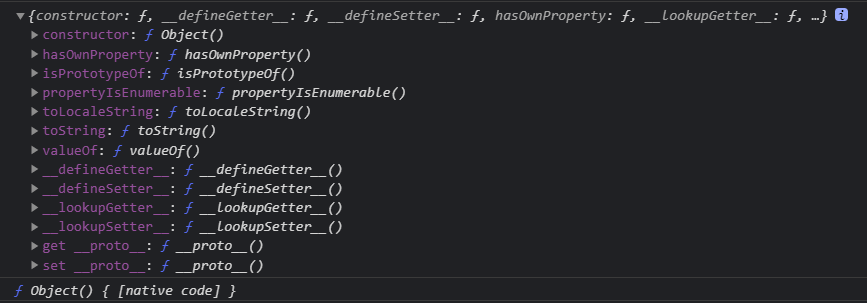 ▼{constructor: ƒ, __defineGetter__: ƒ, __defineSetter__: ƒ, hasOwnProperty: ƒ, __lookupGetter__: ƒ, …} i
▶constructor: ƒ Object()
▶hasOwnProperty: ƒ hasOwnProperty()
▶isPrototypeOf: ƒ isPrototypeOf()
▶propertyIsEnumerable: ƒ propertyIsEnumerable()
▶toLocaleString: ƒ toLocaleString()
▶toString: ƒ toString()
▶valueOf: ƒ valueOf()
▶__defineGetter__: ƒ __defineGetter__()
▶__defineSetter__: ƒ __defineSetter__()
▶__lookupGetter__: ƒ __lookupGetter__()
▶__lookupSetter__: ƒ __lookupSetter__()
▶get __proto__: ƒ __proto__()
▶set __proto__: ƒ __proto__()
ƒ Object() { [native code] }